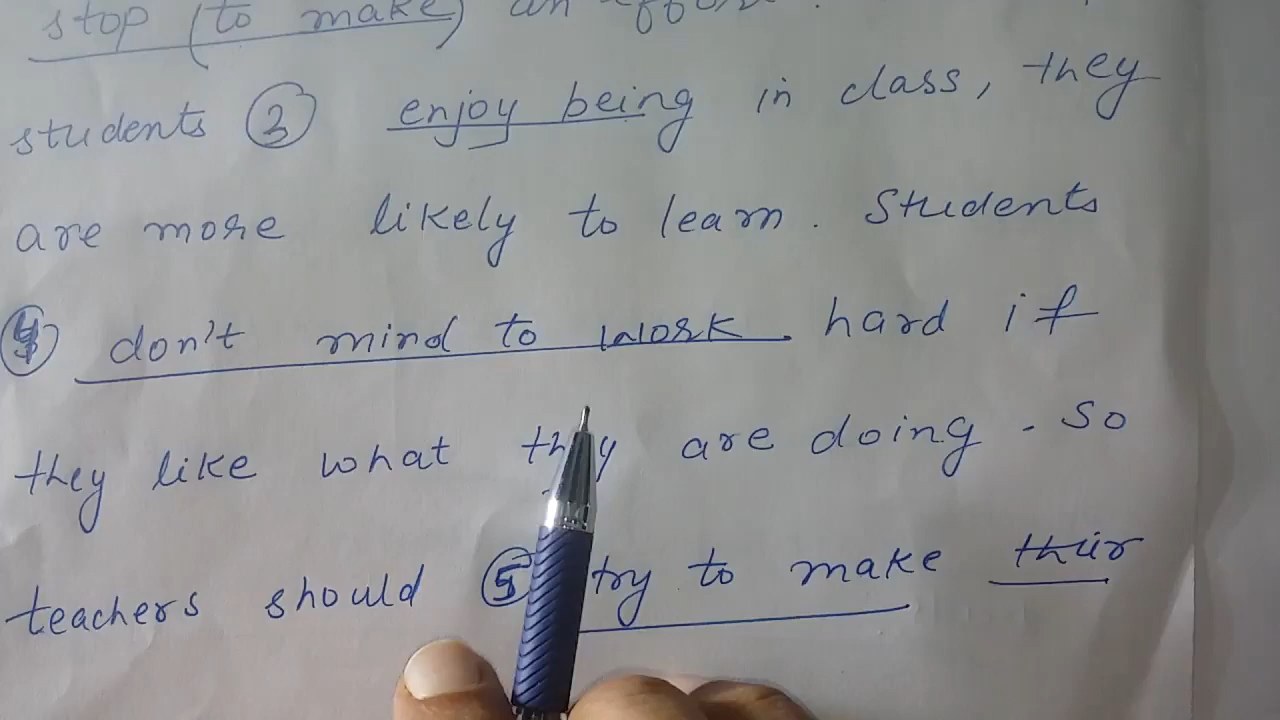 stop (to make) an effort.
students ③ enjoy being in class, they
are more likely to learn. Students
④ don't mind to work hard if
they like what they are doing. So
teachers should ⑤ try to make their